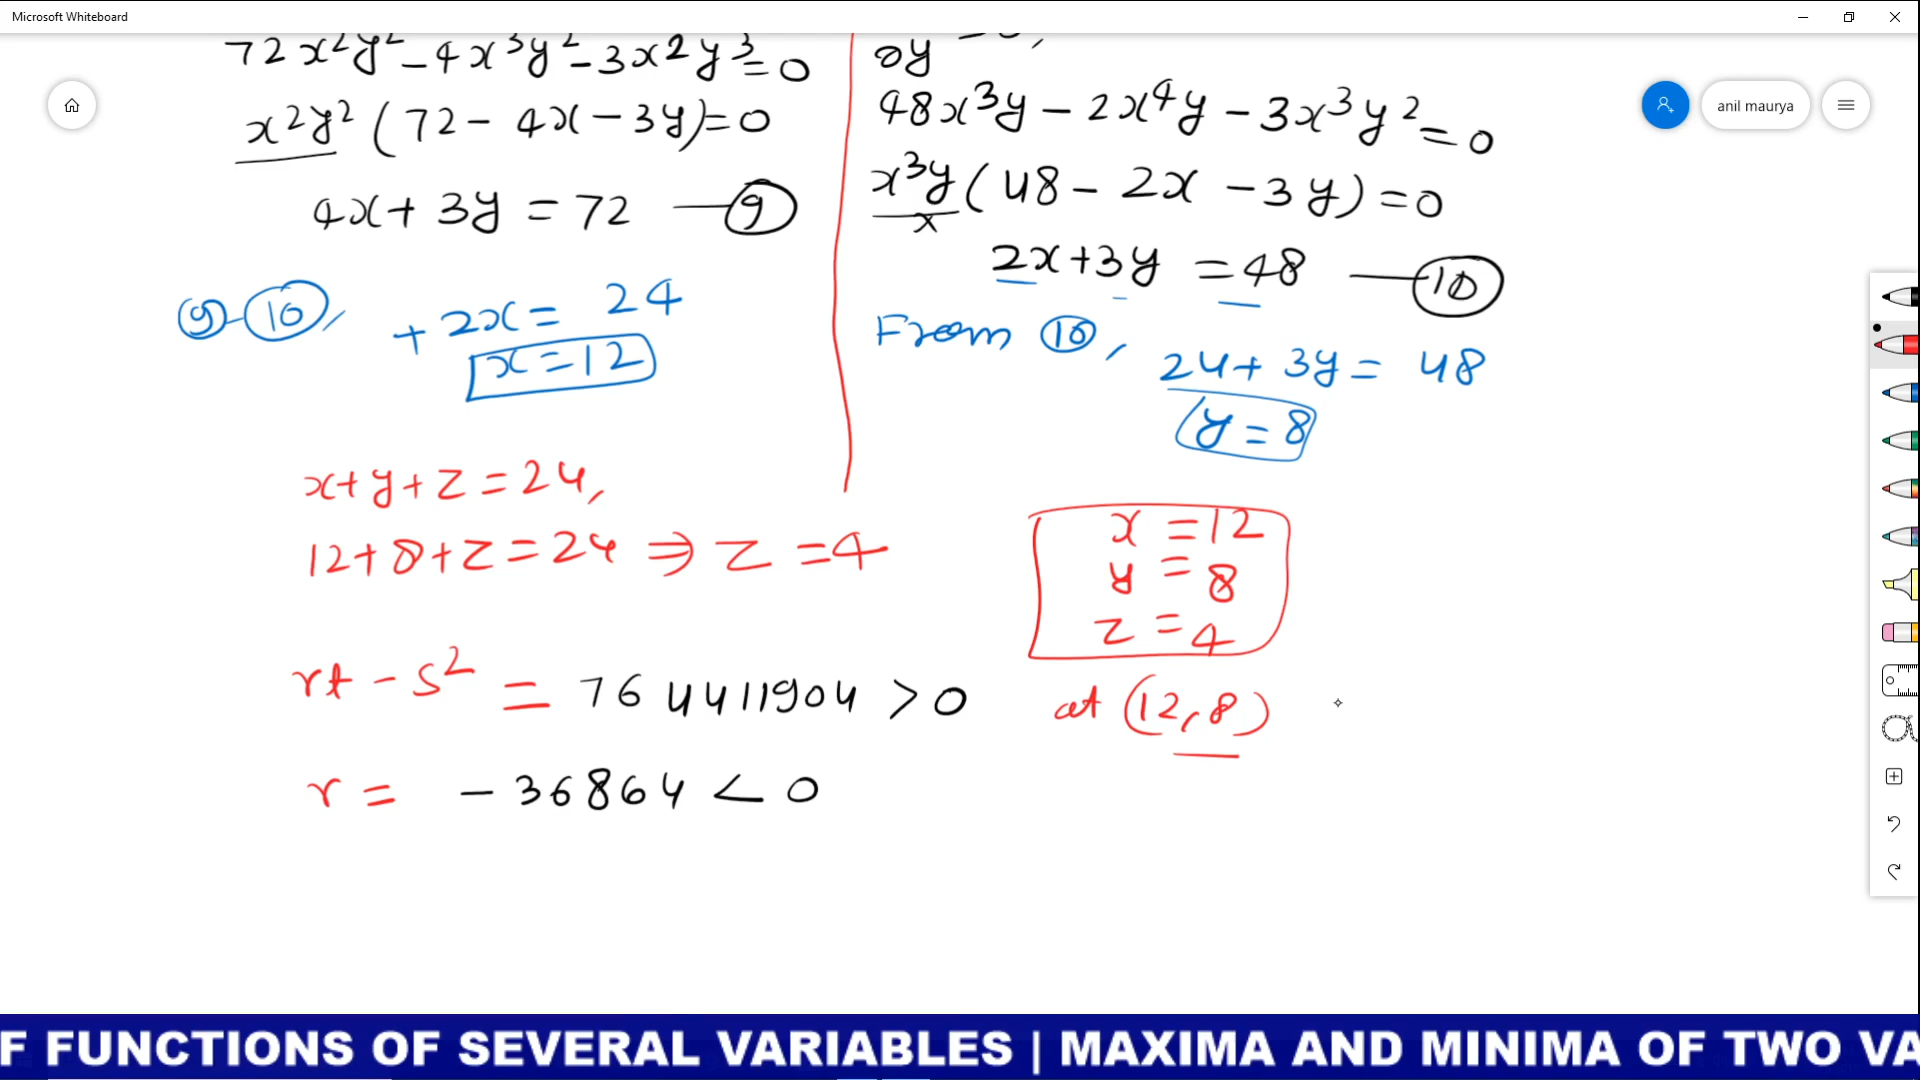 Microsoft Whiteboard
anil maurya
72x²y² – 4x³y² – 3x²y³ = 0
x²y² (72 – 4x – 3y) = 0
4x + 3y = 72 — ⑨
⑨-⑩, + 2x = 24
x = 12
∂y = 0,
48x³y – 2x⁴y – 3x³y² = 0
x³y (48 – 2x – 3y) = 0
x
2x + 3y = 48 — ⑩
From ⑩, 24 + 3y = 48
y = 8
x + y + z = 24,
12 + 8 + z = 24 ⇒ z = 4
x = 12
y = 8
z = 4
rt – s² = 764411904 > 0 at (12, 8)
r = – 36864 < 0
F FUNCTIONS OF SEVERAL VARIABLES | MAXIMA AND MINIMA OF TWO VA